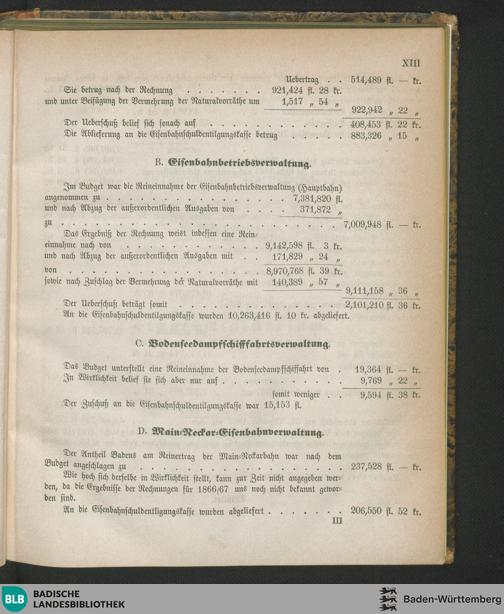 XIII
Uebertrag . . 514,489 fl. — kr.
Sie betrug nach der Rechnung . . . . . . . 921,424 fl. 28 kr.
und unter Beifügung der Vermehrung der Naturalvorräthe um 1,517 „ 54 „
922,942 „ 22 „
Der Ueberschuß belief sich sonach auf . . . . . . . . . 408,453 fl. 22 kr.
Die Ablieferung an die Eisenbahnschuldentilgungskasse betrug . . . . . 883,326 „ 15 „
B. Eisenbahnbetriebsverwaltung.
Im Budget war die Reineinnahme der Eisenbahnbetriebsverwaltung (Hauptbahn)
angenommen zu . . . . . . . . . . . . 7,381,820 fl.
und nach Abzug der außerordentlichen Ausgaben von . . . . 371,872 „
zu . . . . . . . . . . . . . . . . . . 7,009,948 fl. — kr.
Das Ergebniß der Rechnung weist indessen eine Rein-
einnahme nach von . . . . . . . . . . 9,142,598 fl. 3 kr.
und nach Abzug der außerordentlichen Ausgaben mit . . 171,829 „ 24 „
von . . . . . . . . . . . . . . 8,970,768 fl. 39 kr.
sowie nach Zuschlag der Vermehrung der Naturalvorräthe mit 140,389 „ 57 „
9,111,158 „ 36 „
Der Ueberschuß beträgt somit . . . . . . . . . . 2,101,210 fl. 36 kr.
An die Eisenbahnschuldentilgungskasse wurden 10,263,416 fl. 10 kr. abgeliefert.
C. Bodenseedampfschifffahrtsverwaltung.
Das Budget unterstellt eine Reineinnahme der Bodenseedampfschiffahrt von . 19,364 fl. — kr.
In Wirklichkeit belief sie sich aber nur auf . . . . . . . . 9,769 „ 22 „
somit weniger . . 9,594 fl. 38 kr.
Der Zuschuß an die Eisenbahnschuldentilgungskasse war 15,153 fl.
D. Main-Neckar-Eisenbahnverwaltung.
Der Antheil Badens am Reinertrag der Main-Neckarbahn war nach dem
Budget angeschlagen zu . . . . . . . . . . . . . 237,528 fl. — kr.
Wie hoch sich derselbe in Wirklichkeit stellt, kann zur Zeit nicht angegeben wer-
den, da die Ergebnisse der Rechnungen für 1866/67 uns noch nicht bekannt gewor-
den sind.
An die Eisenbahnschuldentilgungskasse wurden abgeliefert . . . . . . 206,550 fl. 52 kr.
III
BLB BADISCHE
LANDESBIBLIOTHEK
Baden-Württemberg